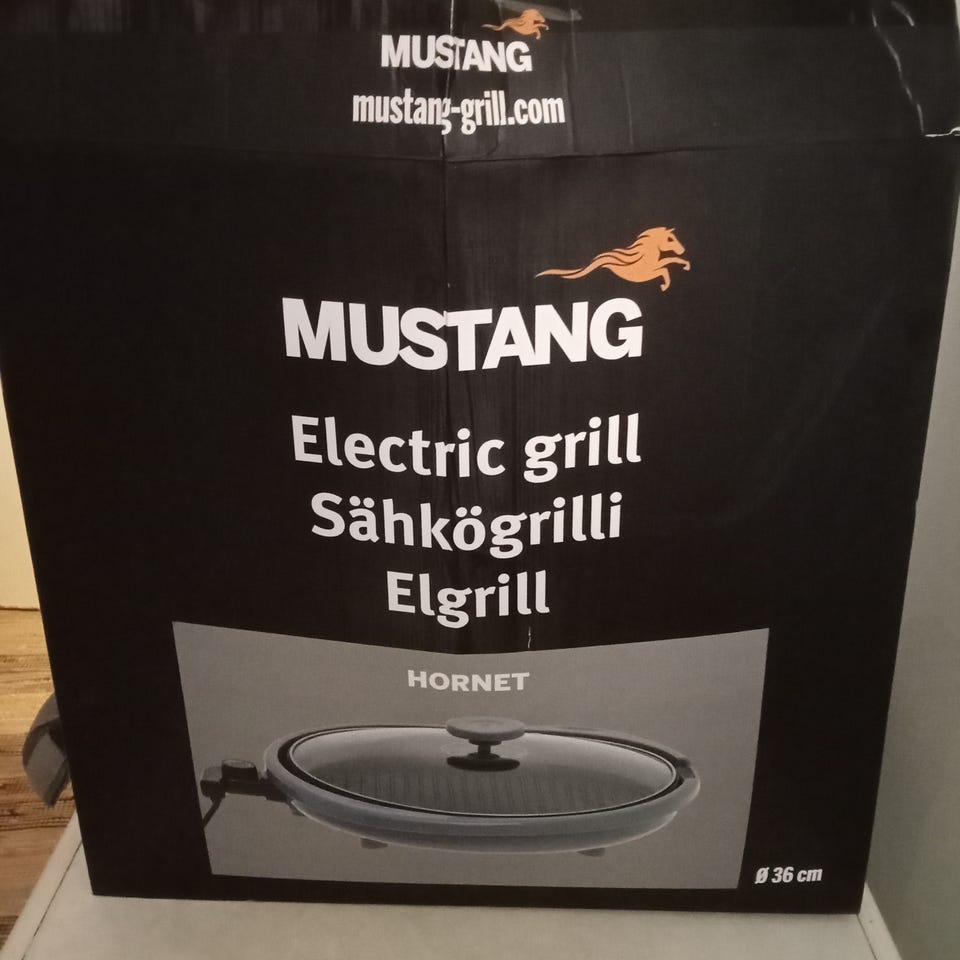 MUSTANG
mustang-grill.com
MUSTANG
Electric grill
Sähkögrilli
Elgrill
HORNET
Ø 36 cm